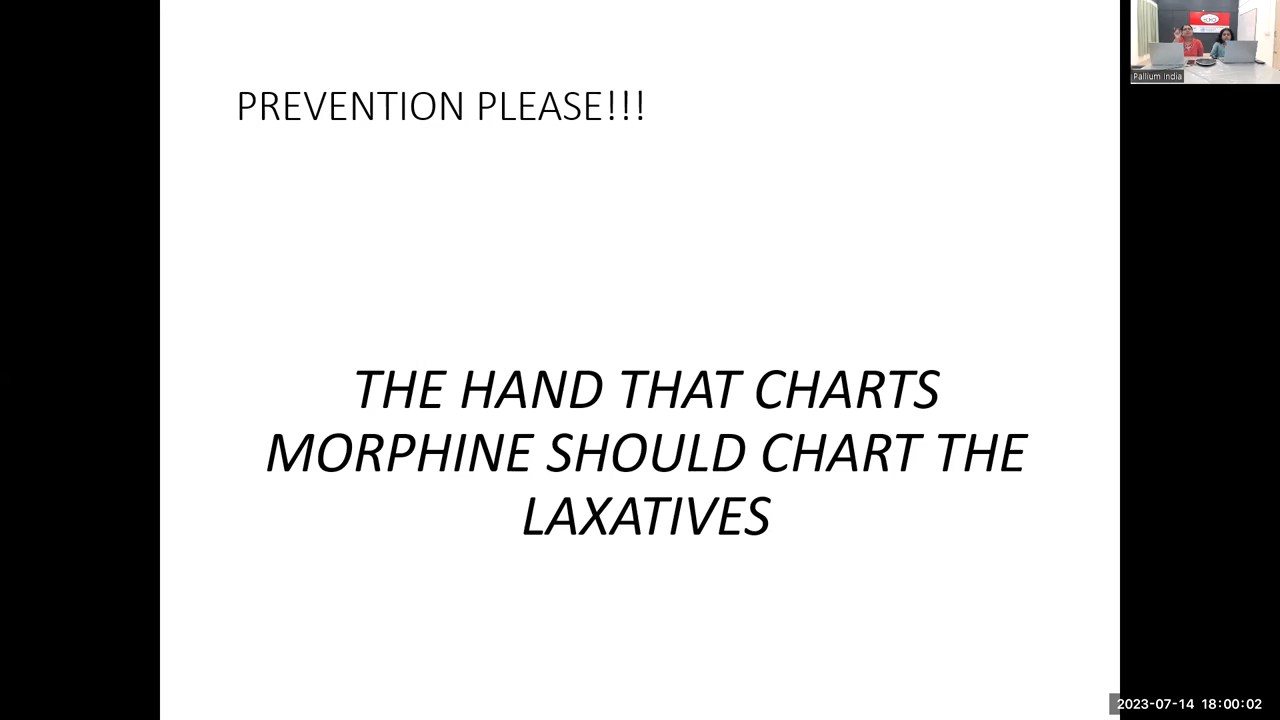 PREVENTION PLEASE!!!
THE HAND THAT CHARTS
MORPHINE SHOULD CHART THE
LAXATIVES
Pallium India
2023-07-14 18:00:02